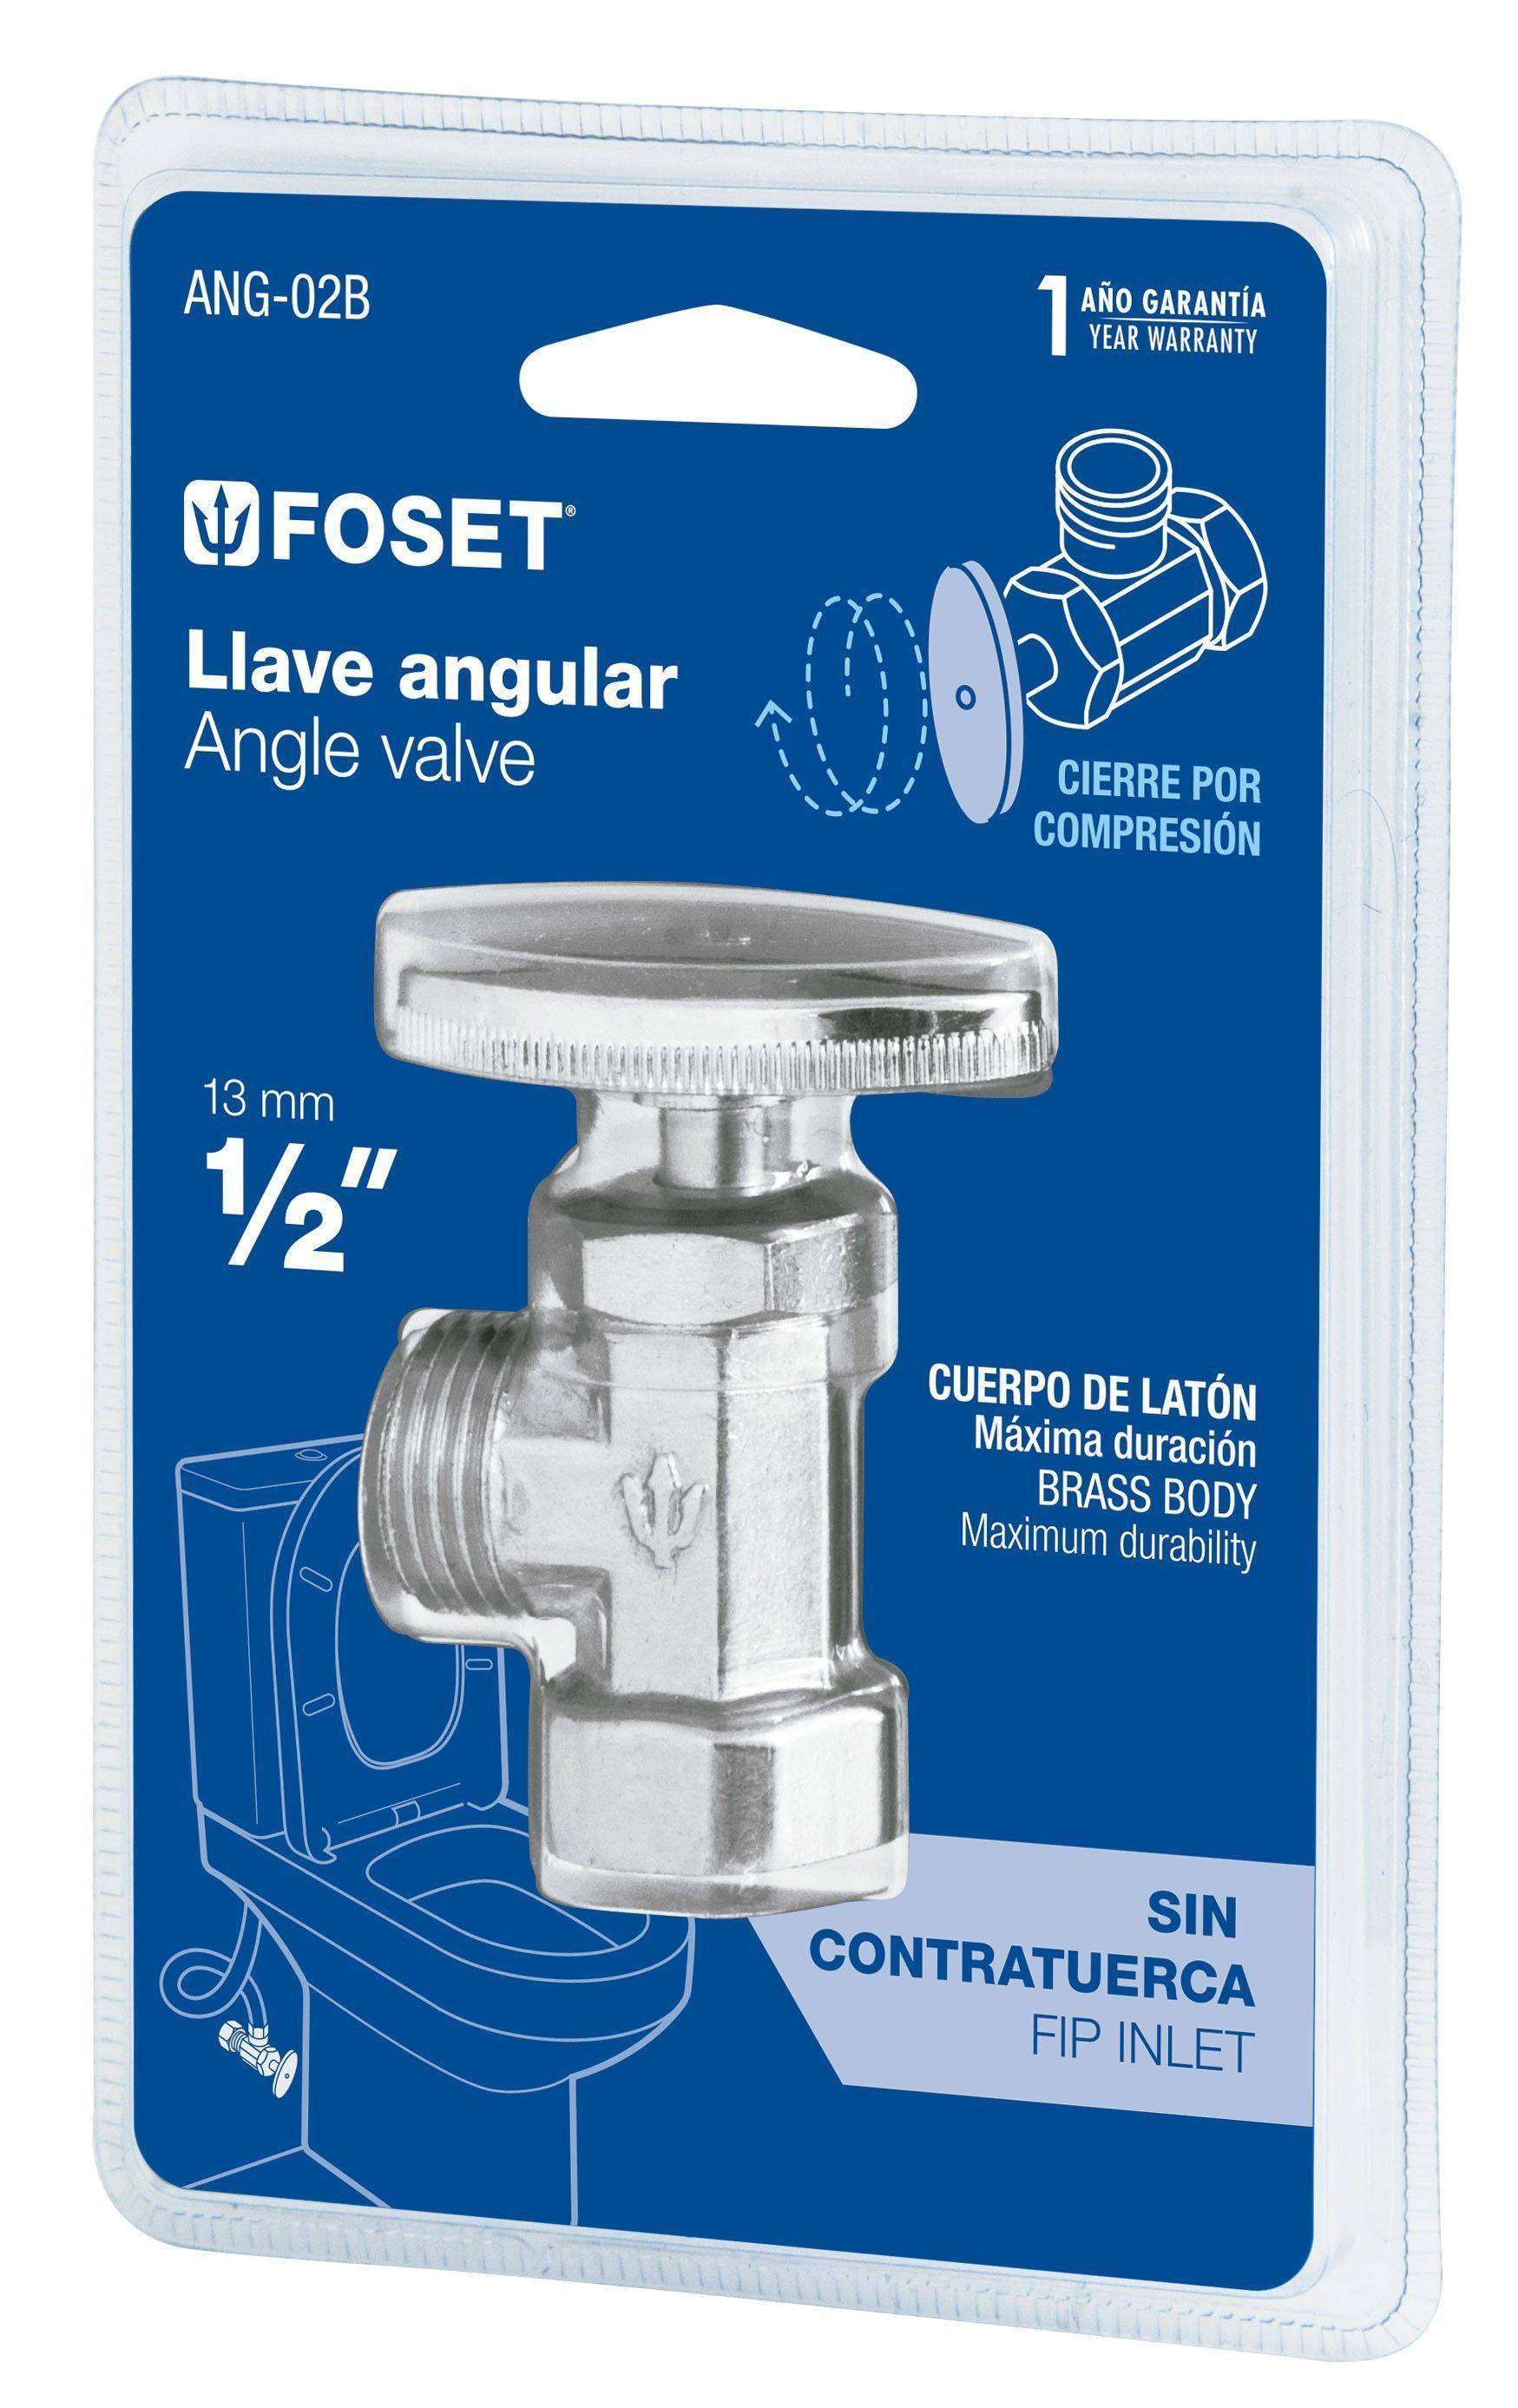 ANG-02B
1 AÑO GARANTÍA
YEAR WARRANTY
FOSET®
Llave angular
Angle valve
CIERRE POR
COMPRESIÓN
13 mm
1/2"
CUERPO DE LATÓN
Máxima duración
BRASS BODY
Maximum durability
SIN
CONTRATUERCA
FIP INLET